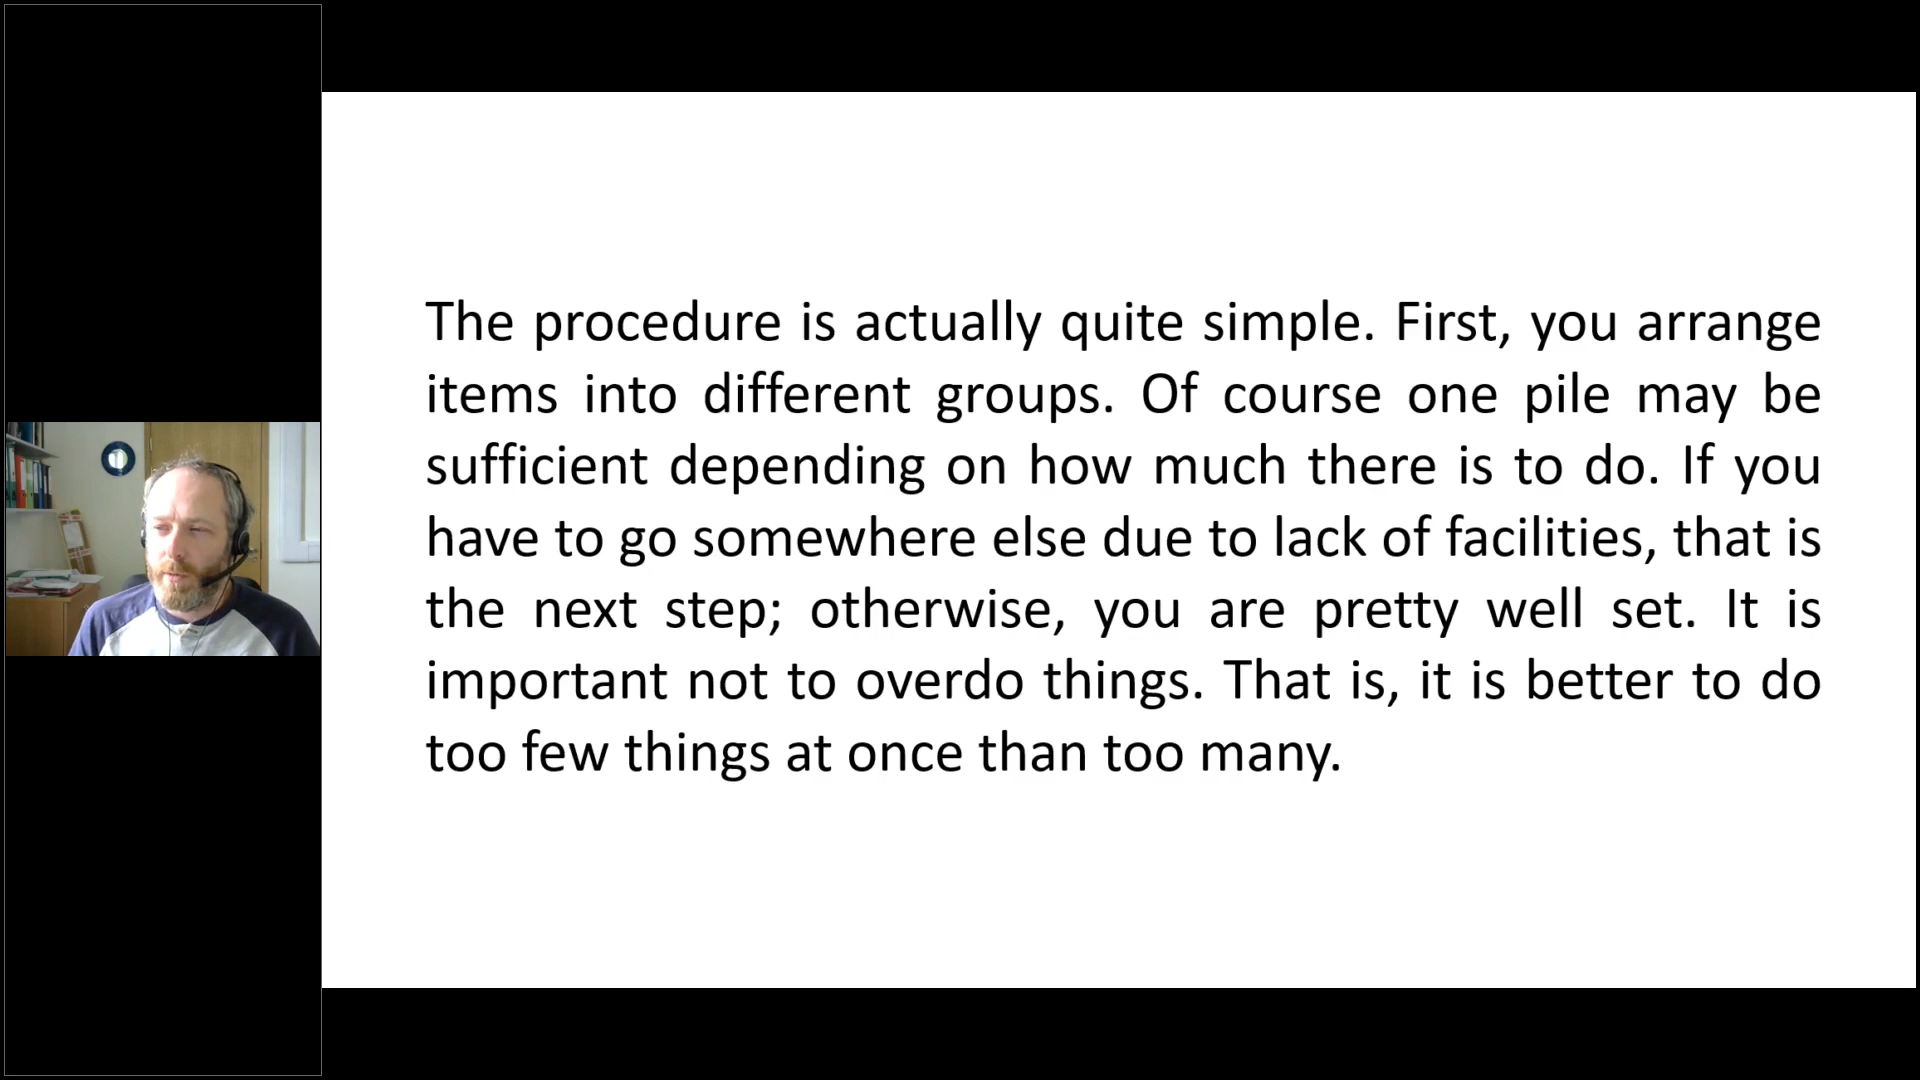 The procedure is actually quite simple. First, you arrange
items into different groups. Of course one pile may be
sufficient depending on how much there is to do. If you
have to go somewhere else due to lack of facilities, that is
the next step; otherwise, you are pretty well set. It is
important not to overdo things. That is, it is better to do
too few things at once than too many.